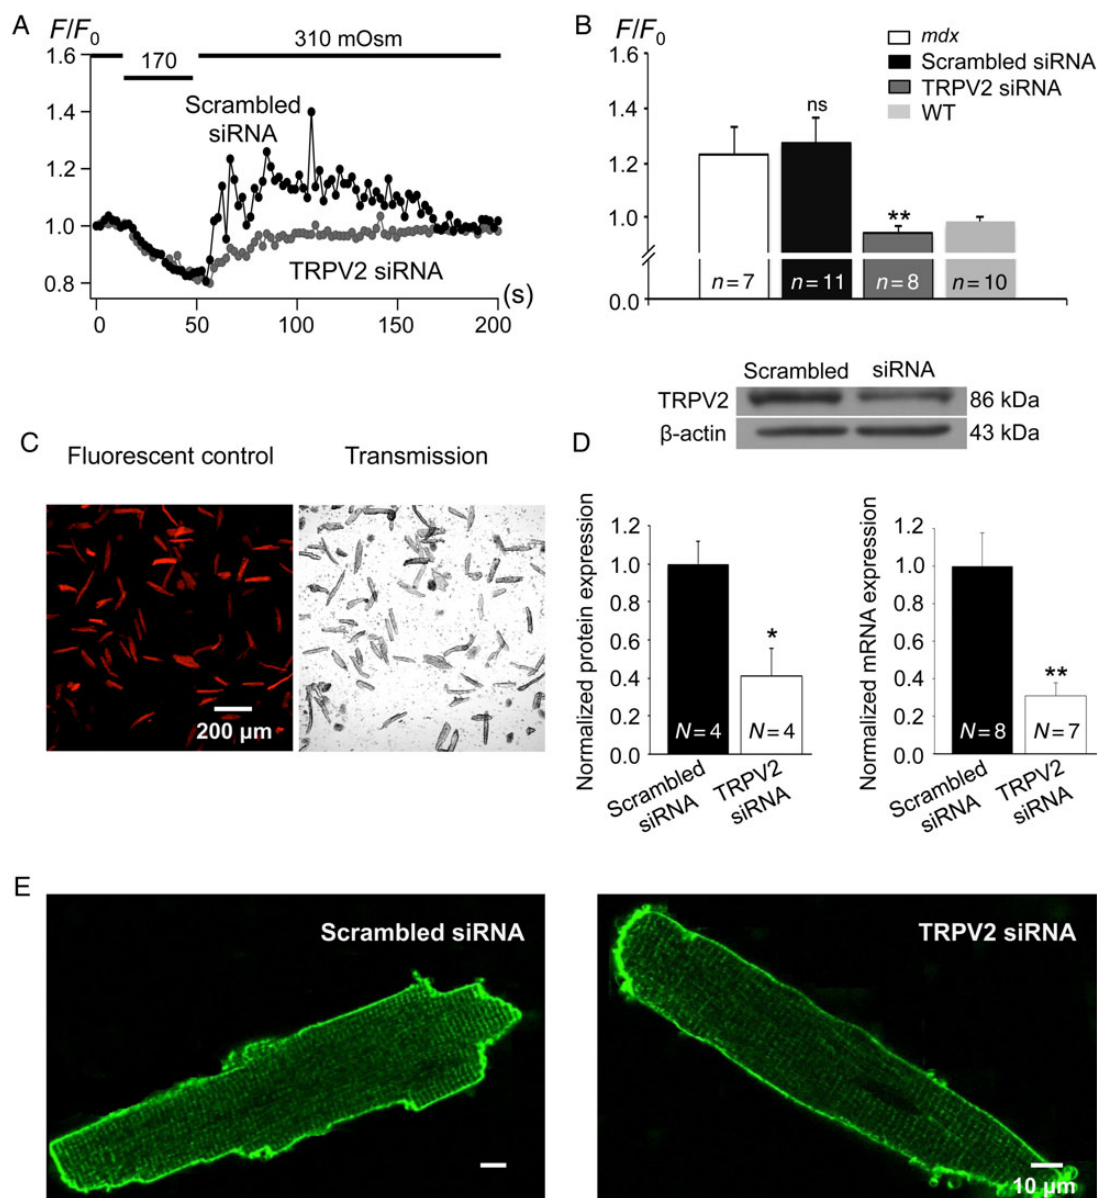 A
F/F0
310 mOsm
170
1.6
1.4
1.2
1.0
0.8
Scrambled
siRNA
TRPV2 siRNA
(s)
0
50
100
150
200
B
F/F0
1.6
1.4
1.2
1.0
0.0
mdx
Scrambled siRNA
TRPV2 siRNA
WT
ns
**
n=7
n=11
n=8
n=10
Scrambled
siRNA
TRPV2
86 kDa
β-actin
43 kDa
C
Fluorescent control
Transmission
200 µm
D
Normalized protein expression
1.2
1.0
0.8
0.6
0.4
0.2
0.0
*
N=4
N=4
Scrambled
siRNA
TRPV2
siRNA
Normalized mRNA expression
1.2
1.0
0.8
0.6
0.4
0.2
0.0
**
N=8
N=7
Scrambled
siRNA
TRPV2
siRNA
E
Scrambled siRNA
TRPV2 siRNA
10 µm